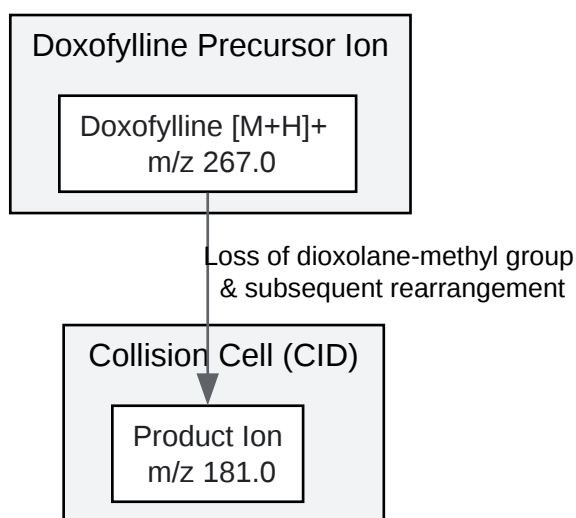 Doxofylline Precursor Ion
Doxofylline [M+H]+
m/z 267.0
Loss of dioxolane-methyl group
& subsequent rearrangement
Collision Cell (CID)
Product Ion
m/z 181.0